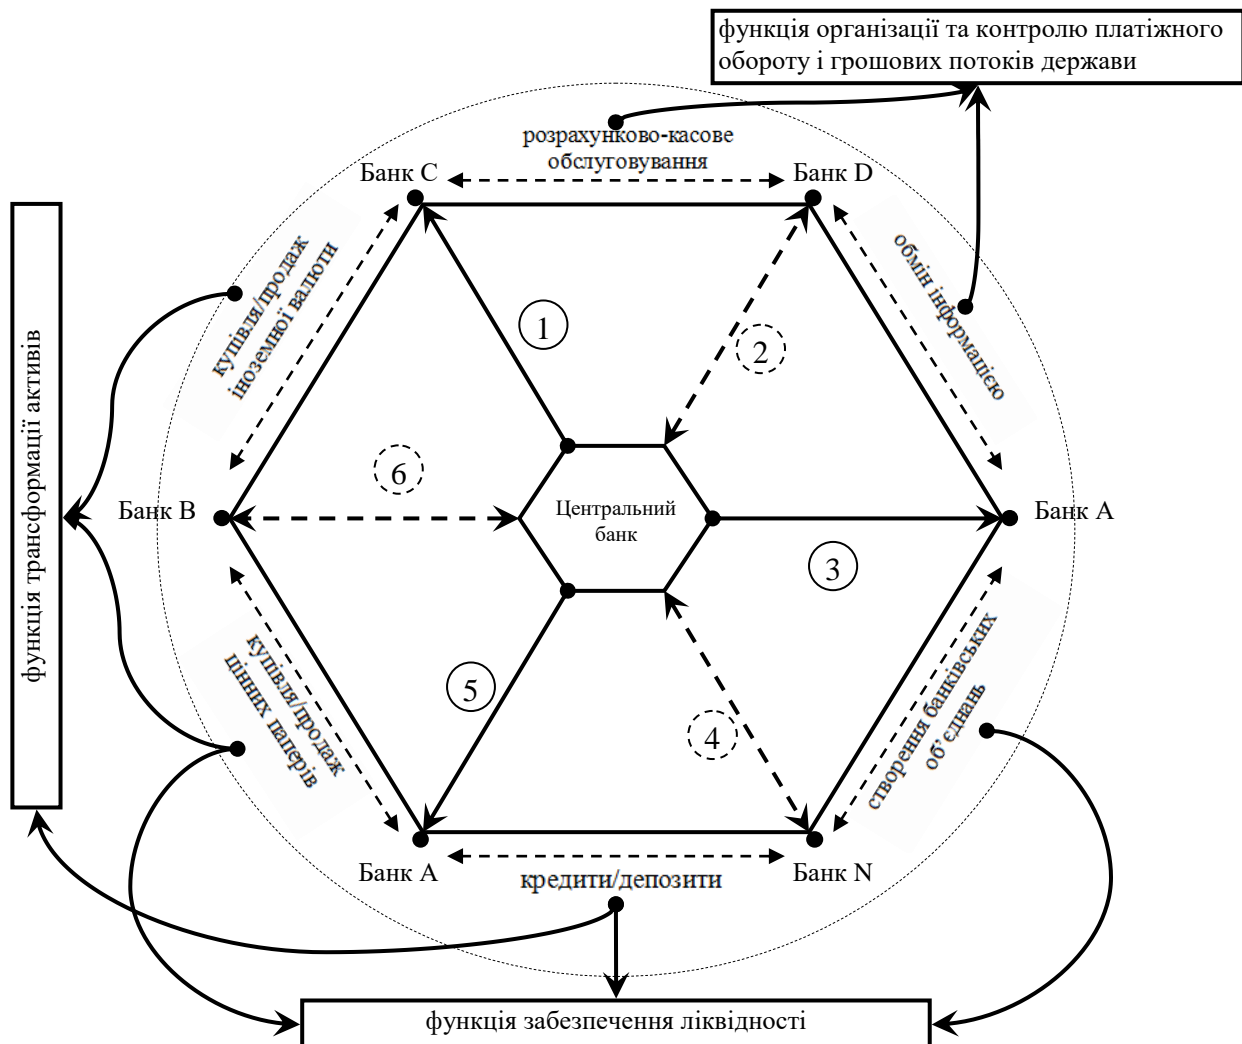 функція організації та контролю платіжного
обороту і грошових потоків держави
розрахунково-касове
обслуговування
Банк C
Банк D
купівля/продаж
іноземної валюти
обмін інформацією
1
2
функція трансформації активів
6
Банк B
Центральний
банк
Банк A
3
5
4
купівля/продаж
цінних паперів
створення банківських
об’єднань
Банк A
Банк N
кредити/депозити
функція забезпечення ліквідності